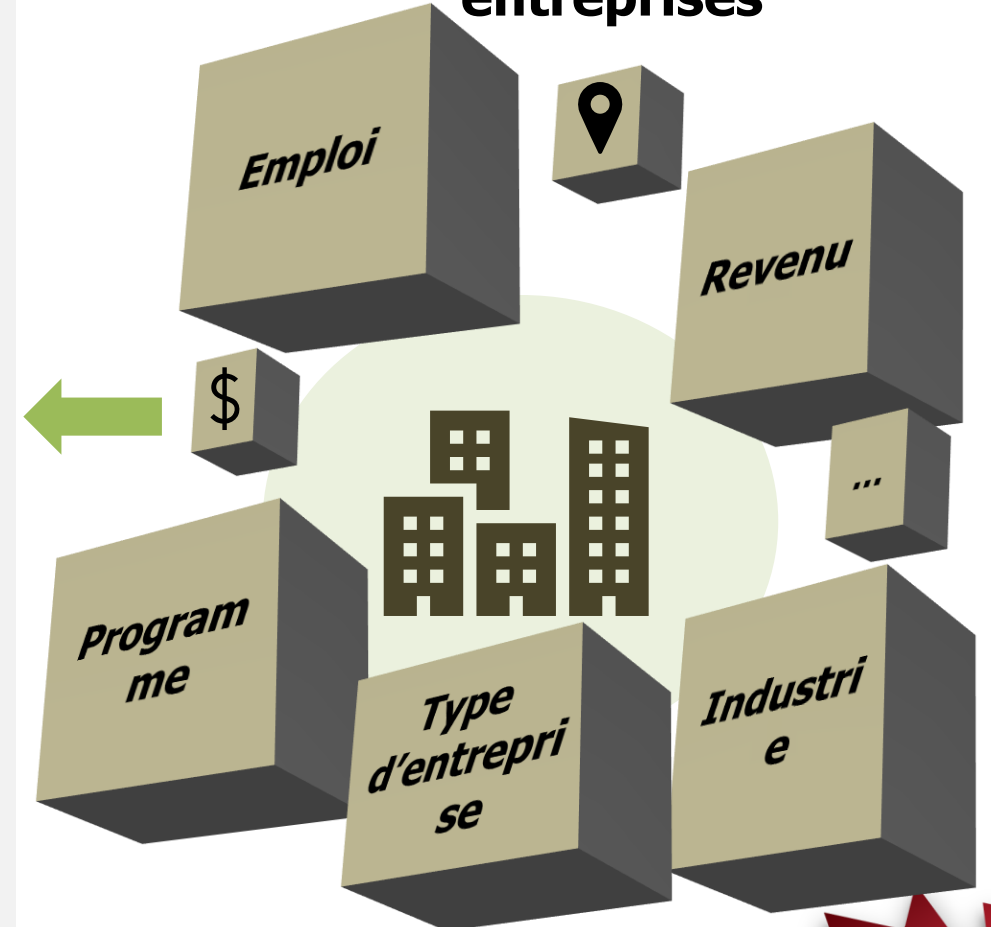 entreprises
Emploi
Revenu
$
...
Program
me
Type
d'entrepri
se
Industri
e